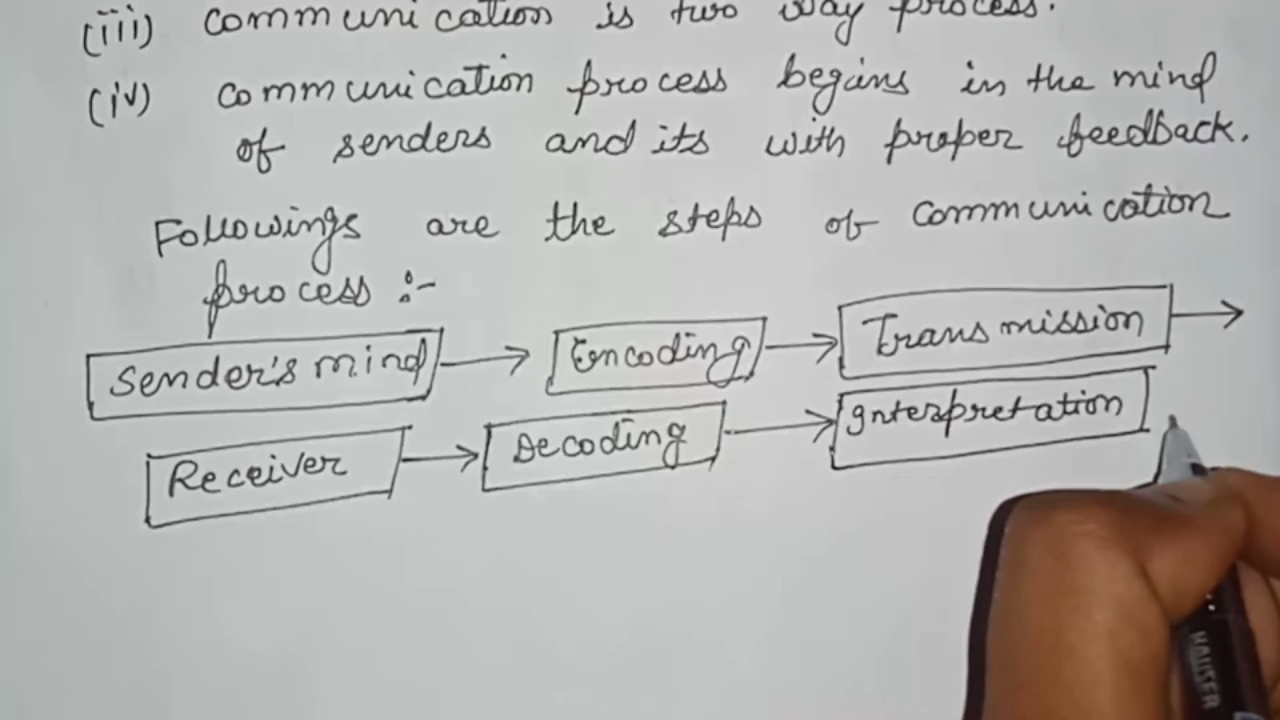 (iii) communication is two way process.
(iv) communication process begins in the mind
of senders and its with proper feedback.
Followings are the steps of communication
process :-
Sender's mind → Encoding → Transmission →
Receiver → Decoding → Interpretation
HAUSER